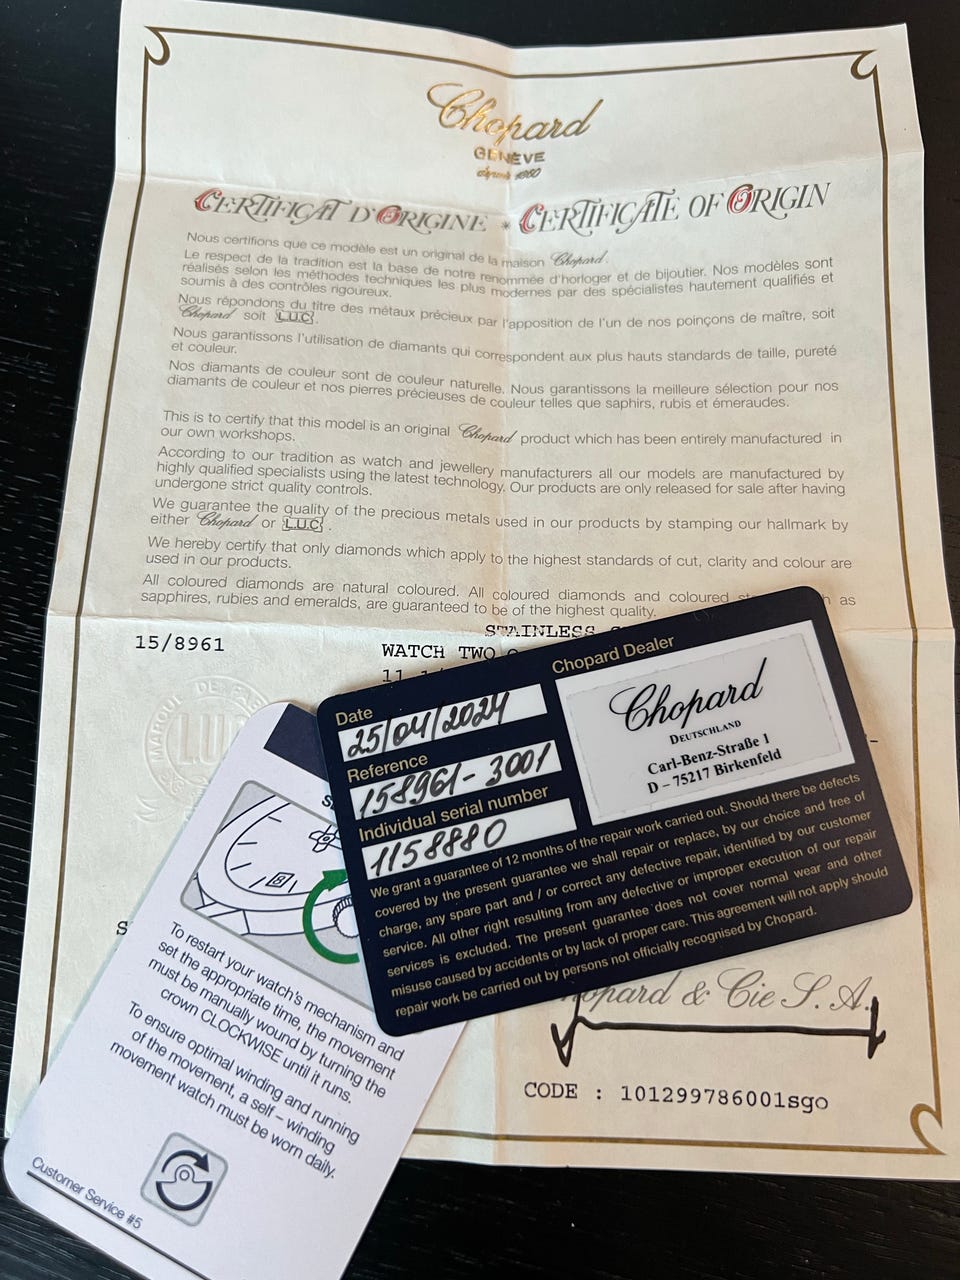 Chopard
GENÈVE
depuis 1860
CERTIFICAT D'ORIGINE * CERTIFICATE OF ORIGIN
Nous certifions que ce modèle est un original de la maison Chopard.
Le respect de la tradition est la base de notre renommée d'horloger et de bijoutier. Nos modèles sont
réalisés selon les méthodes techniques les plus modernes par des spécialistes hautement qualifiés et
soumis à des contrôles rigoureux.
Nous répondons du titre des métaux précieux par l'apposition de l'un de nos poinçons de maître, soit
Chopard soit L.U.C.
Nous garantissons l'utilisation de diamants qui correspondent aux plus hauts standards de taille, pureté
et couleur.
Nos diamants de couleur sont de couleur naturelle. Nous garantissons la meilleure sélection pour nos
diamants de couleur et nos pierres précieuses de couleur telles que saphirs, rubis et émeraudes.
This is to certify that this model is an original Chopard product which has been entirely manufactured in
our own workshops.
According to our tradition as watch and jewellery manufacturers all our models are manufactured by
highly qualified specialists using the latest technology. Our products are only released for sale after having
undergone strict quality controls.
We guarantee the quality of the precious metals used in our products by stamping our hallmark by
either Chopard or L.U.C.
We hereby certify that only diamonds which apply to the highest standards of cut, clarity and colour are
used in our products.
All coloured diamonds are natural coloured. All coloured diamonds and coloured as
sapphires, rubies and emeralds, are guaranteed to be of the highest quality.
STAINLESS
15/8961
WATCH TWO
MARQUE DE
LUC
Date
25/04/2024
Reference
158961-3001
Individual serial number
1158880
Chopard Dealer
Chopard
DEUTSCHLAND
Carl-Benz-Straße 1
D – 75217 Birkenfeld
We grant a guarantee of 12 months of the repair work carried out. Should there be defects
covered by the present guarantee we shall repair or replace, by our choice and free of
charge, any spare part and / or correct any defective repair, identified by our customer
service. All other right resulting from any defective or improper execution of our repair
services is excluded. The present guarantee does not cover normal wear and other
misuse caused by accidents or by lack of proper care. This agreement will not apply should
repair work be carried out by persons not officially recognised by Chopard.
To restart your watch's mechanism and
set the appropriate time, the movement
must be manually wound by turning the
crown CLOCKWISE until it runs.
To ensure optimal winding and running
of the movement, a self – winding
movement watch must be worn daily.
Customer Service #5
Chopard & Cie S.A.
CODE : 101299786001sgo